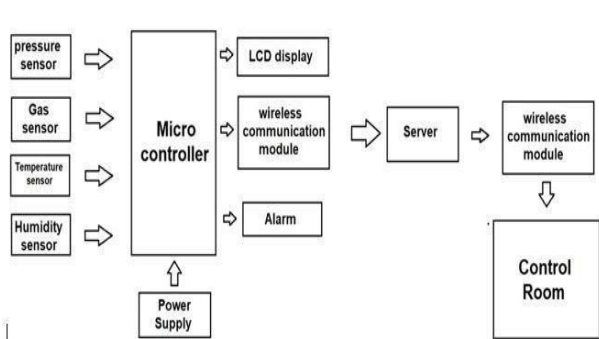 pressure
sensor
Gas
sensor
Temperature
sensor
Humidity
sensor
Micro
controller
Power
Supply
LCD display
wireless
communication
module
Alarm
Server
wireless
communication
module
Control
Room